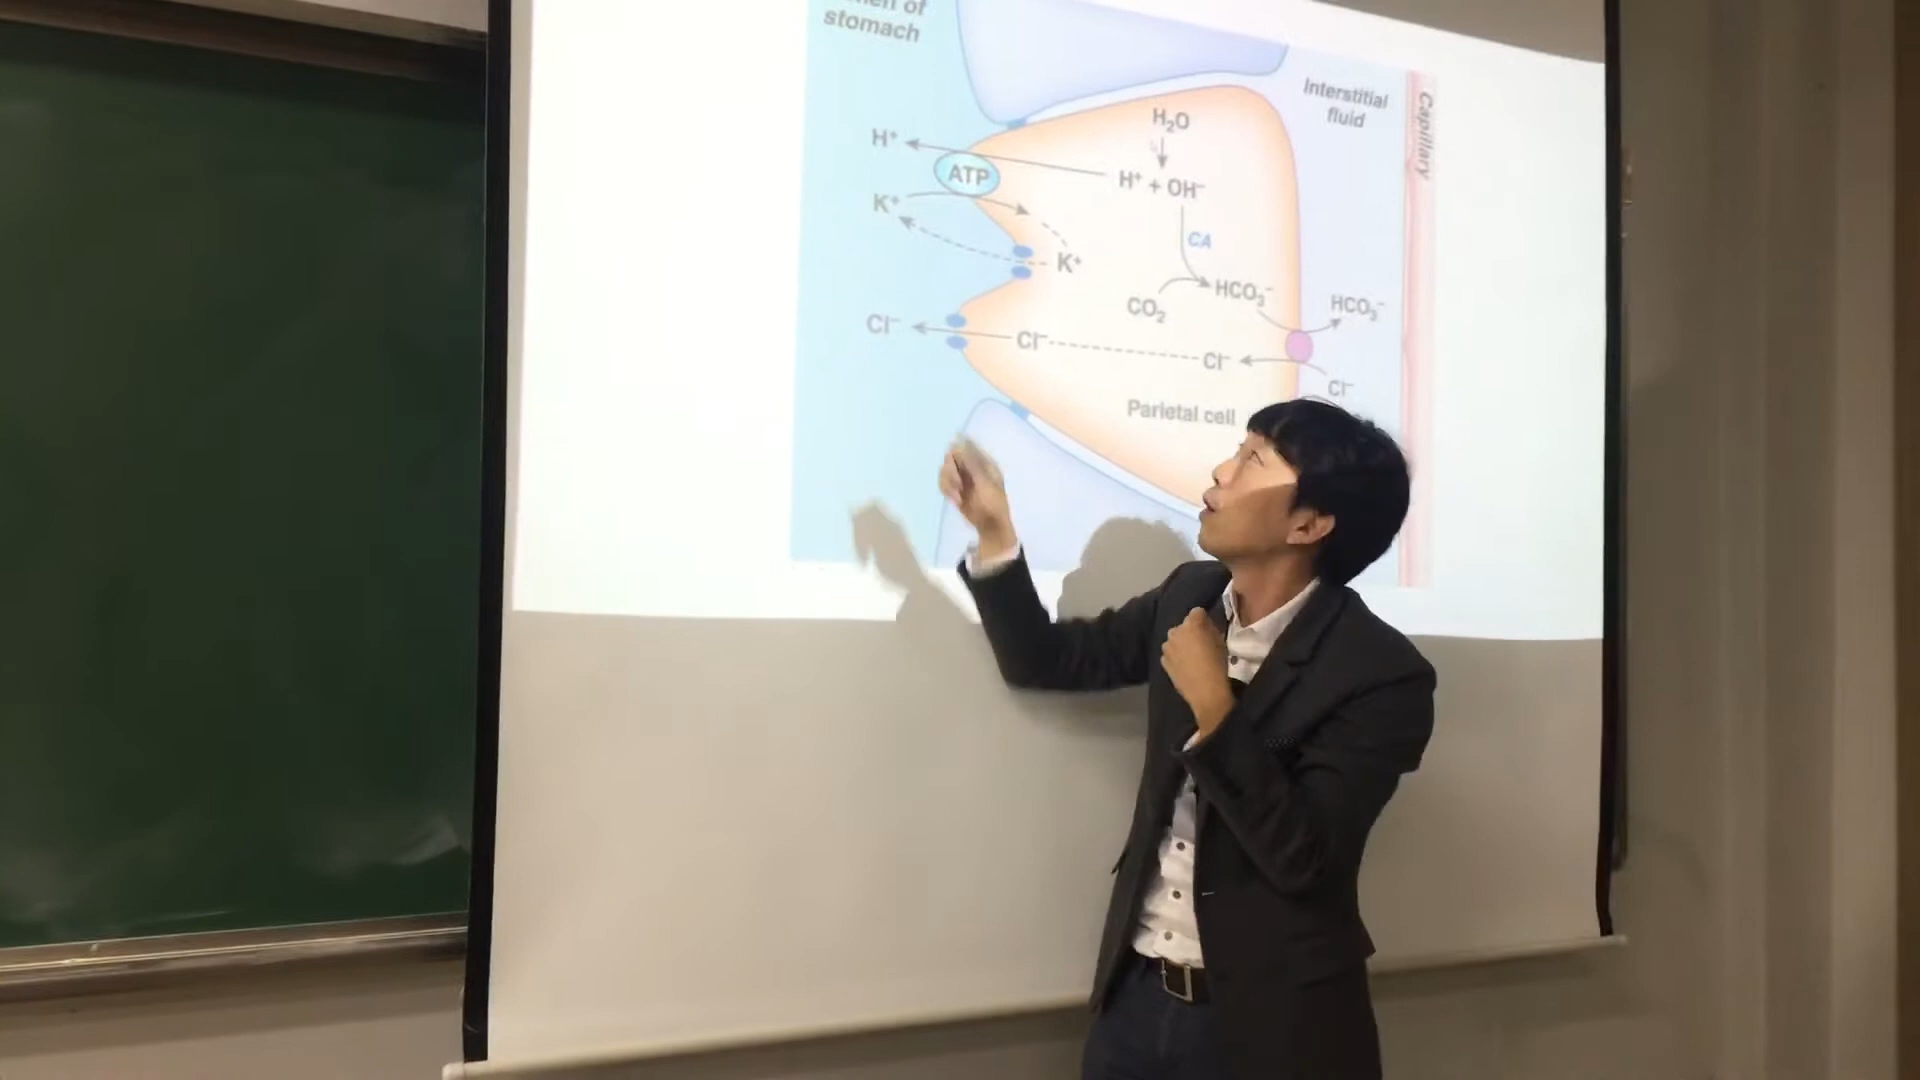 stomach
Interstitial
fluid
Capillary
H₂O
H⁺
H⁺ + OH⁻
ATP
K⁺
CA
K⁺
HCO₃⁻
HCO₃⁻
CO₂
Cl⁻
Cl⁻
Cl⁻
Cl⁻
Parietal cell